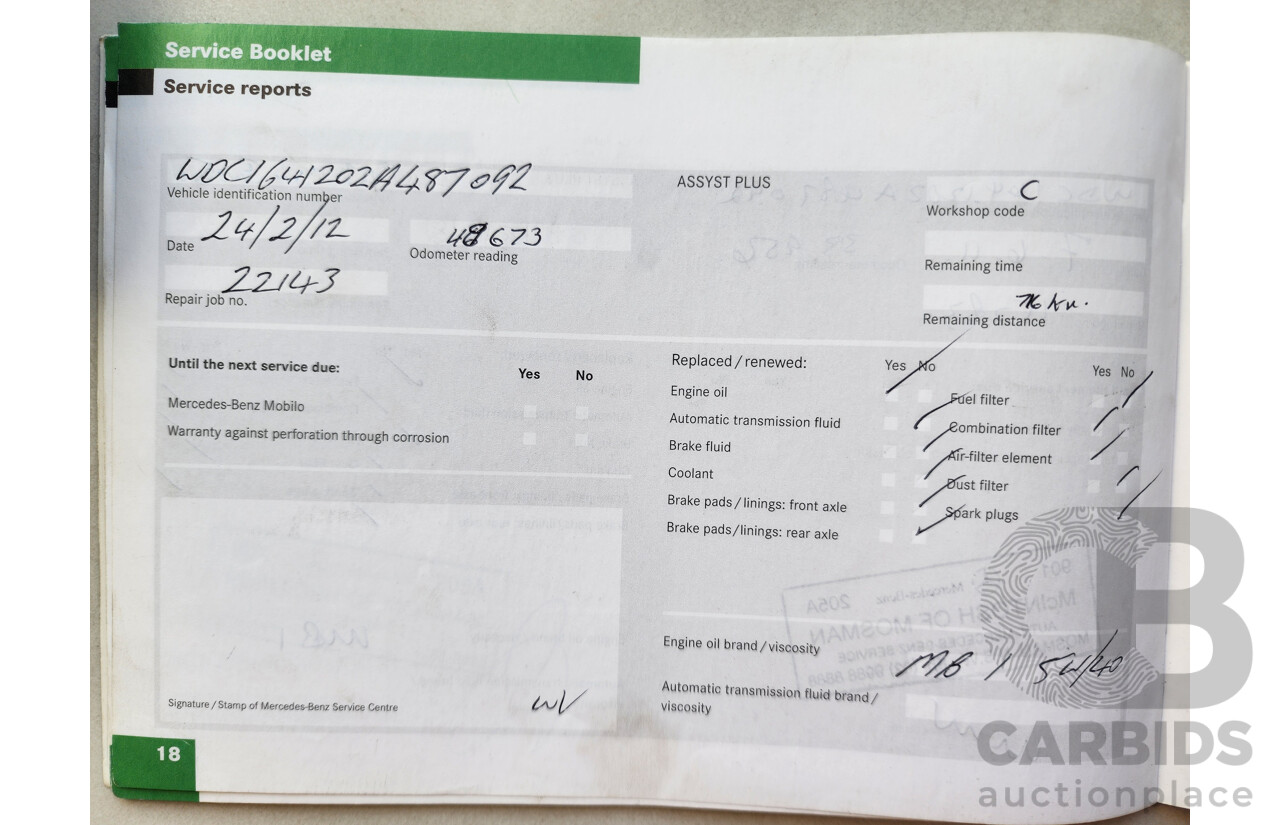 Service Booklet
Service reports
WDC1641202A487092
Vehicle identification number
24/2/12
Date
48673
Odometer reading
22143
Repair job no.
ASSYST PLUS
C
Workshop code
Remaining time
Remaining distance
Until the next service due:
Yes No
Mercedes-Benz Mobilo
Warranty against perforation through corrosion
Signature/Stamp of Mercedes-Benz Service Centre
WV
Replaced/renewed:
Yes No
Engine oil
Automatic transmission fluid
Brake fluid
Coolant
Brake pads/linings: front axle
Brake pads/linings: rear axle
Yes No
Fuel filter
Combination filter
Air-filter element
Dust filter
Spark plugs
Engine oil brand/viscosity
MB / 5W/40
Automatic transmission fluid brand/
viscosity
18
CARBIDS
auctionplace